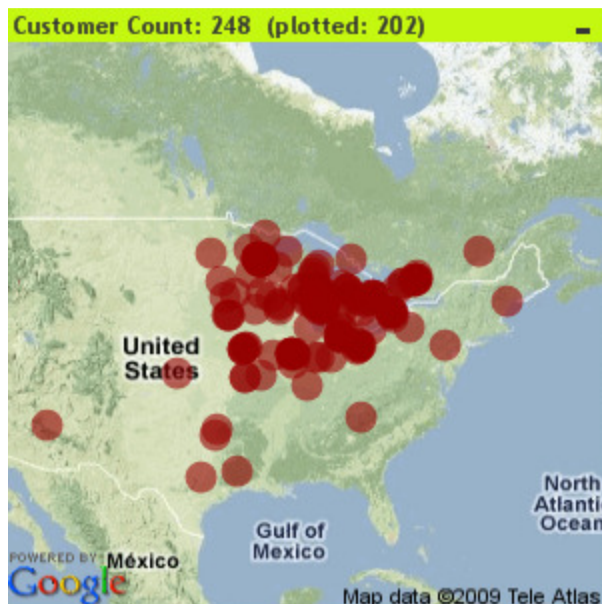 Customer Count: 248 (plotted: 202)
United
States
North
Atlanti
Ocean
Gulf of
Mexico
POWERED BY
México
Google
Map data ©2009 Tele Atlas